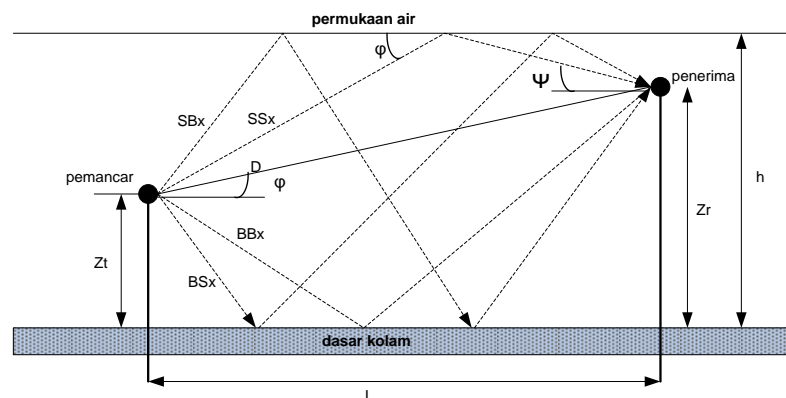 permukaan air
φ
Ψ
penerima
SBx
SSx
D
φ
pemancar
h
Zr
BBx
Zt
BSx
dasar kolam